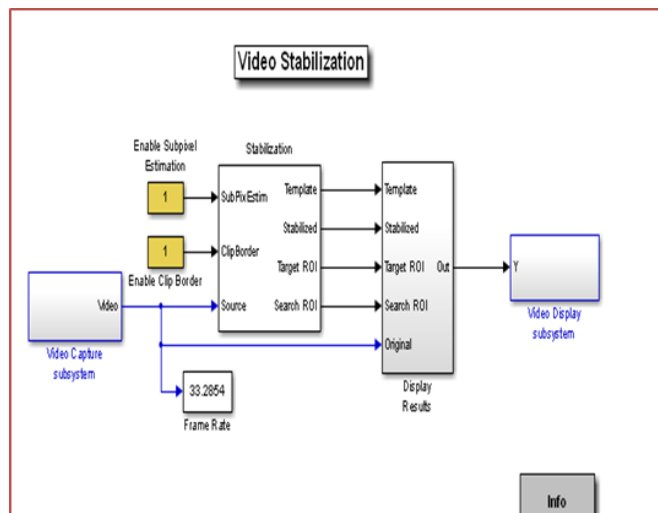 Video Stabilization
Enable Subpixel
Estimation
1
1
Enable Clip Border
Video
Video Capture
subsystem
33.2854
Frame Rate
Stabilization
SubPixEstim
ClipBorder
Source
Template
Stabilized
Target ROI
Search ROI
Template
Stabilized
Target ROI
Search ROI
Original
Out
Display
Results
Y
Video Display
subsystem
Info